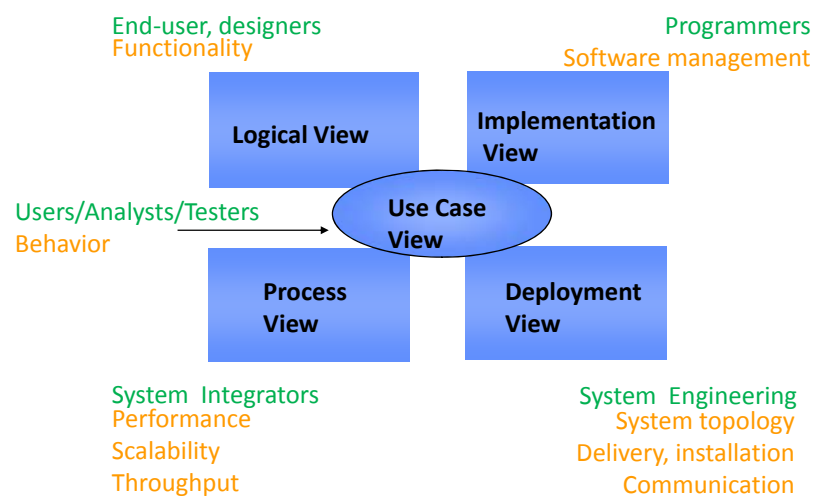 End-user, designers
Functionality
Programmers
Software management
Logical View
Implementation
View
Users/Analysts/Testers
Behavior
Use Case
View
Process
View
Deployment
View
System Integrators
Performance
Scalability
Throughput
System Engineering
System topology
Delivery, installation
Communication